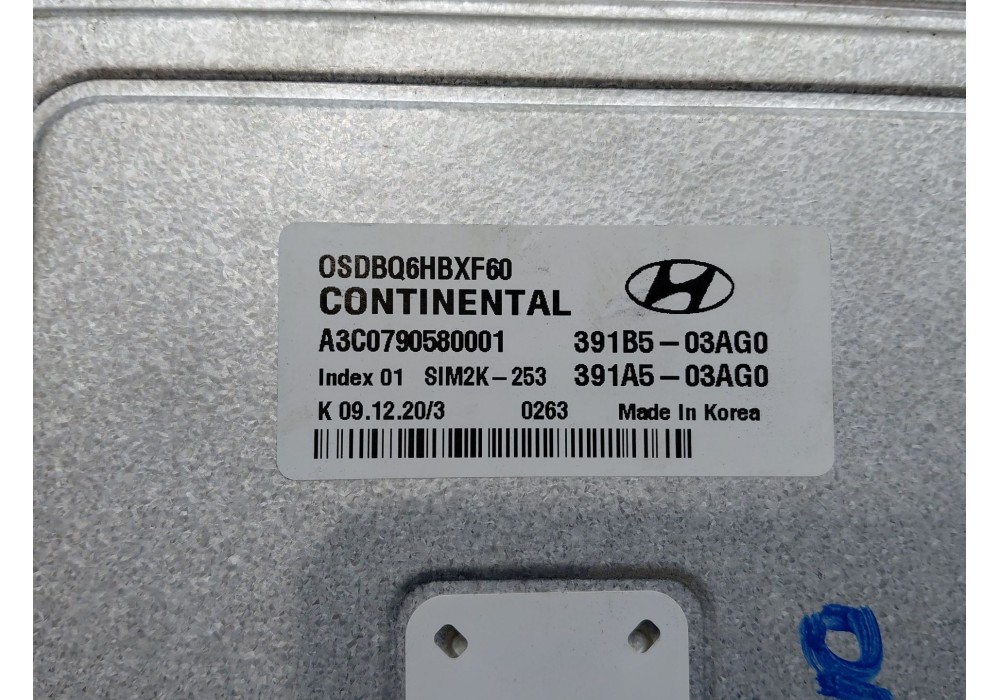 OSDBQ6HBXF60
CONTINENTAL
A3C0790580001 391B5-03AG0
Index 01 SIM2K-253 391A5-03AG0
K 09.12.20/3 0263 Made In Korea